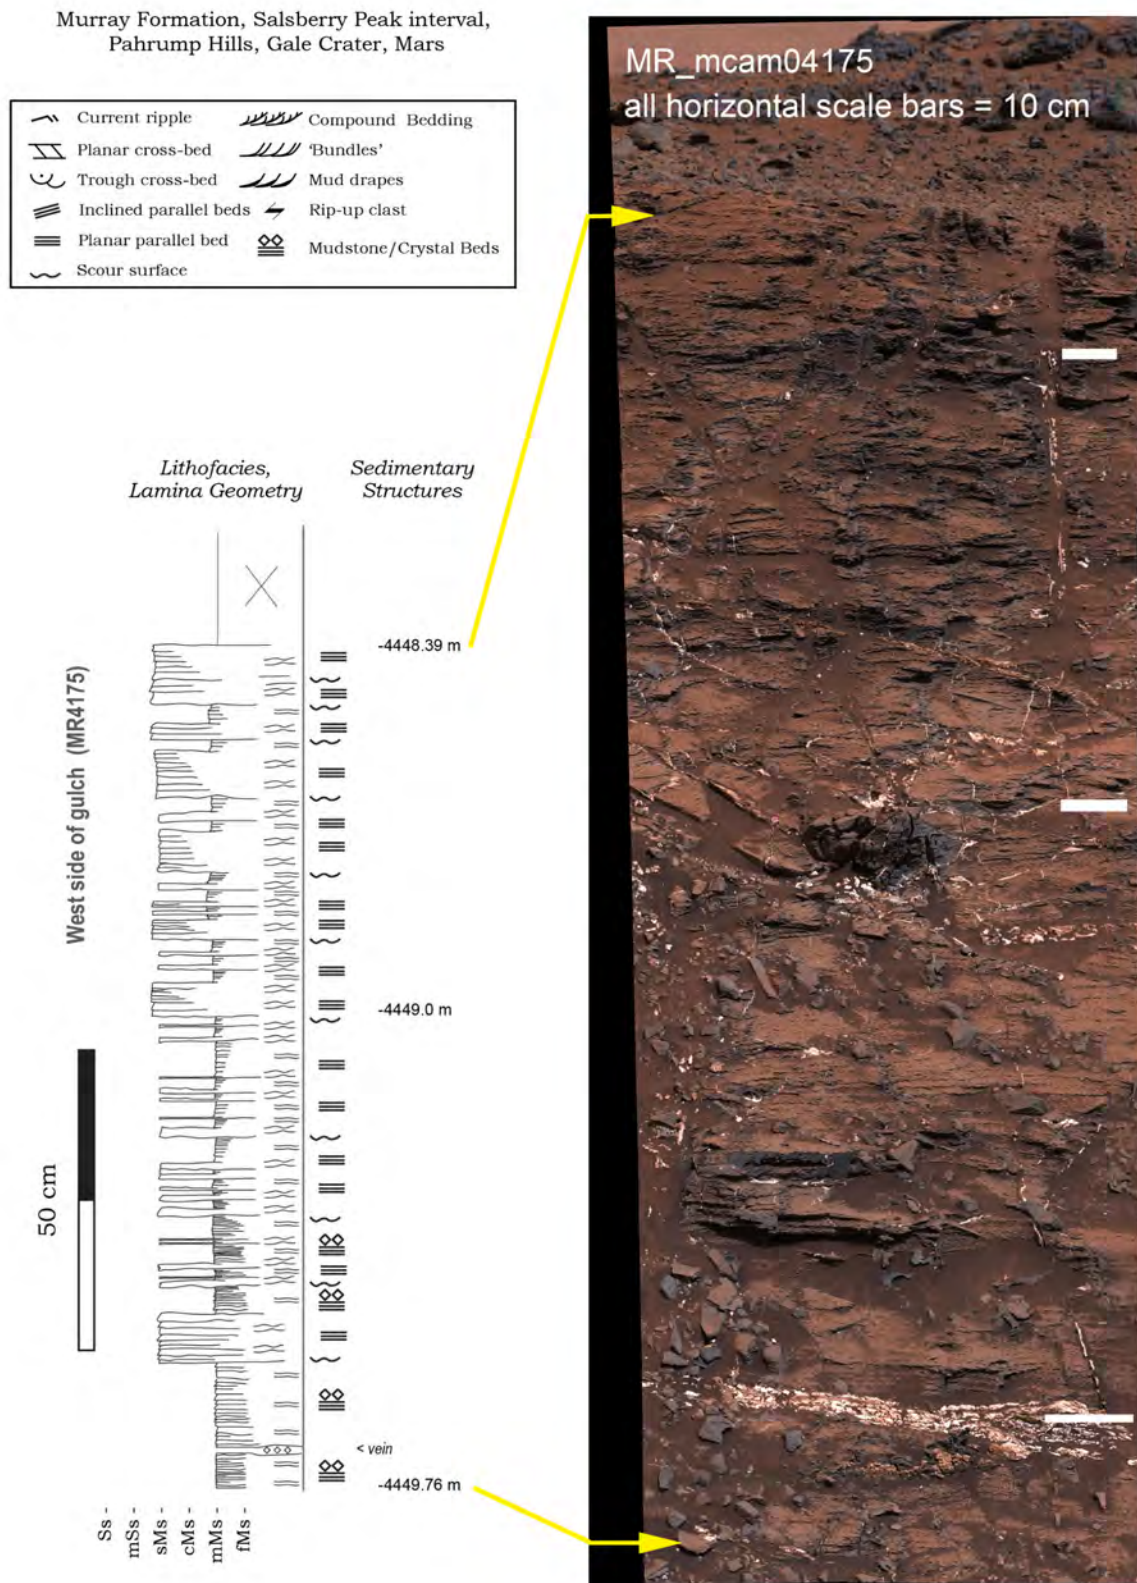 Murray Formation, Salsberry Peak interval,
Pahrump Hills, Gale Crater, Mars
Current ripple
Planar cross-bed
Trough cross-bed
Inclined parallel beds
Planar parallel bed
Scour surface
Compound Bedding
'Bundles'
Mud drapes
Rip-up clast
Mudstone/Crystal Beds
MR_mcam04175
all horizontal scale bars = 10 cm
Lithofacies,
Lamina Geometry
Sedimentary
Structures
West side of gulch (MR4175)
-4448.39 m
-4449.0 m
50 cm
< vein
-4449.76 m
Ss -
mSs -
sMs -
cMs -
mMs -
fMs -